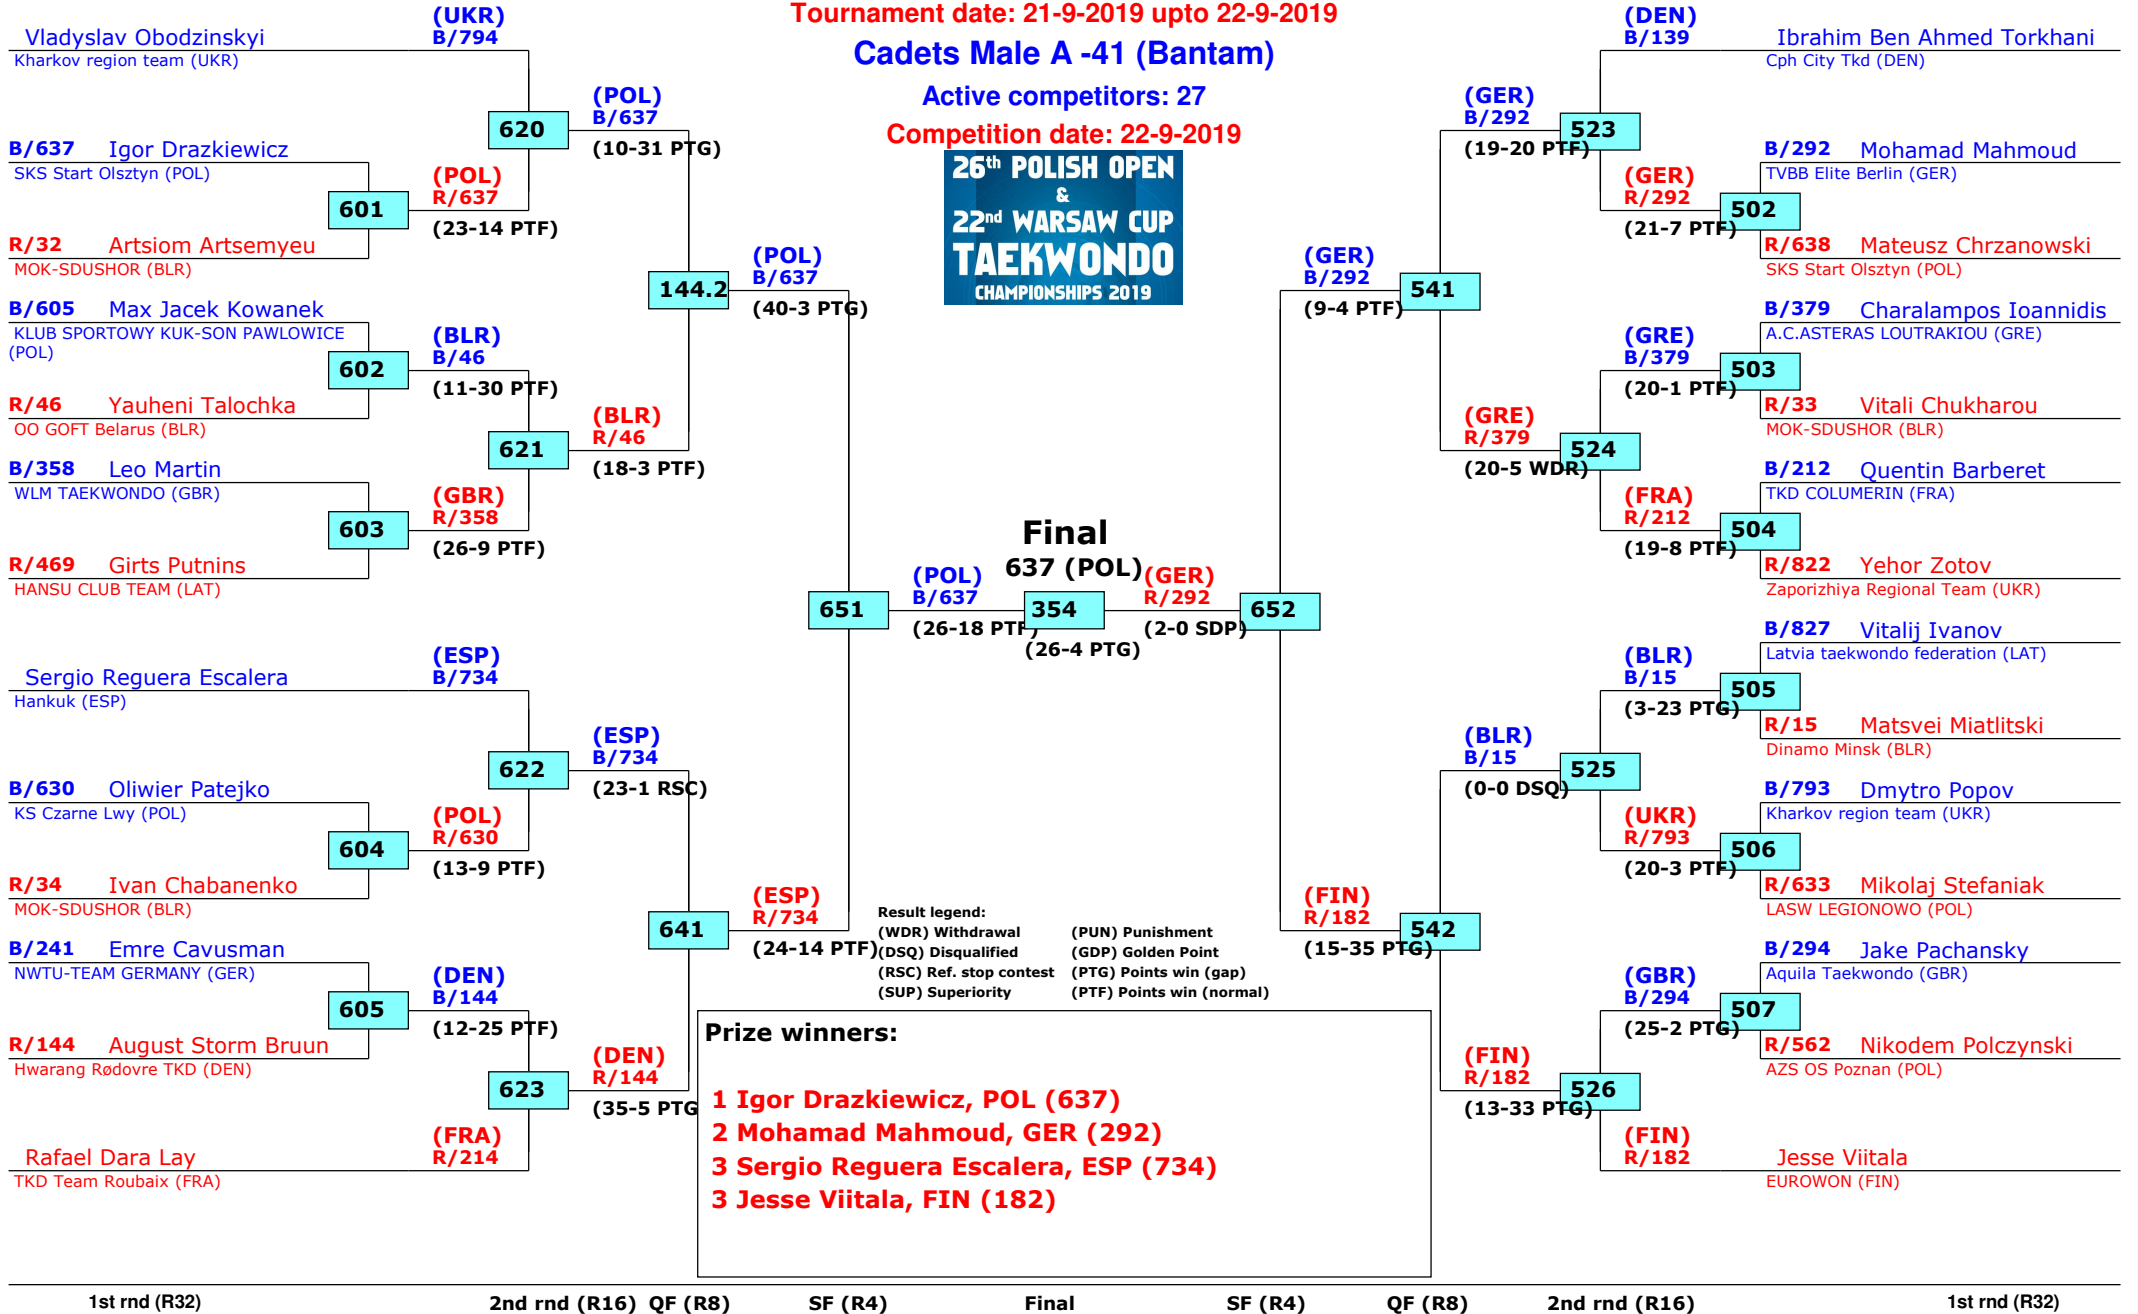 Tournament date: 21-9-2019 upto 22-9-2019
Cadets Male A -41 (Bantam)
Active competitors: 27
Competition date: 22-9-2019
26th POLISH OPEN
&
22nd WARSAW CUP
TAEKWONDO
CHAMPIONSHIPS 2019
Vladyslav Obodzinskyi
Kharkov region team (UKR)
(UKR)
B/794
B/637 Igor Drazkiewicz
SKS Start Olsztyn (POL)
601
R/32 Artsiom Artsemyeu
MOK-SDUSHOR (BLR)
(POL)
R/637
(23-14 PTF)
620
(POL)
B/637
(10-31 PTG)
B/605 Max Jacek Kowanek
KLUB SPORTOWY KUK-SON PAWLOWICE
(POL)
602
R/46 Yauheni Talochka
OO GOFT Belarus (BLR)
(BLR)
B/46
(11-30 PTF)
B/358 Leo Martin
WLM TAEKWONDO (GBR)
603
R/469 Girts Putnins
HANSU CLUB TEAM (LAT)
(GBR)
R/358
(26-9 PTF)
621
(BLR)
R/46
(18-3 PTF)
144.2
(POL)
B/637
(40-3 PTG)
Sergio Reguera Escalera
Hankuk (ESP)
(ESP)
B/734
B/630 Oliwier Patejko
KS Czarne Lwy (POL)
604
R/34 Ivan Chabanenko
MOK-SDUSHOR (BLR)
(POL)
R/630
(13-9 PTF)
622
(ESP)
B/734
(23-1 RSC)
B/241 Emre Cavusman
NWTU-TEAM GERMANY (GER)
605
R/144 August Storm Bruun
Hwarang Rødovre TKD (DEN)
(DEN)
B/144
(12-25 PTF)
Rafael Dara Lay
TKD Team Roubaix (FRA)
(FRA)
R/214
623
(DEN)
R/144
(35-5 PTG
641
(ESP)
R/734
(24-14 PTF)
651
(POL)
B/637
(26-18 PTF)
Final
637 (POL)
354
(26-4 PTG)
(GER)
R/292
(2-0 SDP)
652
(GER)
B/292
(9-4 PTF)
541
(GER)
B/292
(19-20 PTF)
523
(DEN)
B/139
Ibrahim Ben Ahmed Torkhani
Cph City Tkd (DEN)
(GER)
R/292
(21-7 PTF)
502
B/292 Mohamad Mahmoud
TVBB Elite Berlin (GER)
R/638 Mateusz Chrzanowski
SKS Start Olsztyn (POL)
(GRE)
R/379
(20-5 WDR)
524
(GRE)
B/379
(20-1 PTF)
503
B/379 Charalampos Ioannidis
A.C.ASTERAS LOUTRAKIOU (GRE)
R/33 Vitali Chukharou
MOK-SDUSHOR (BLR)
(FRA)
R/212
(19-8 PTF)
504
B/212 Quentin Barberet
TKD COLUMERIN (FRA)
R/822 Yehor Zotov
Zaporizhiya Regional Team (UKR)
(FIN)
R/182
(15-35 PTG)
542
(BLR)
B/15
(0-0 DSQ)
525
(BLR)
B/15
(3-23 PTG)
505
B/827 Vitalij Ivanov
Latvia taekwondo federation (LAT)
R/15 Matsvei Miatlitski
Dinamo Minsk (BLR)
(UKR)
R/793
(20-3 PTF)
506
B/793 Dmytro Popov
Kharkov region team (UKR)
R/633 Mikolaj Stefaniak
LASW LEGIONOWO (POL)
(FIN)
R/182
(13-33 PTG)
526
(GBR)
B/294
(25-2 PTG)
507
B/294 Jake Pachansky
Aquila Taekwondo (GBR)
R/562 Nikodem Polczynski
AZS OS Poznan (POL)
(FIN)
R/182
Jesse Viitala
EUROWON (FIN)
Result legend:
(WDR) Withdrawal (PUN) Punishment
(DSQ) Disqualified (GDP) Golden Point
(RSC) Ref. stop contest (PTG) Points win (gap)
(SUP) Superiority (PTF) Points win (normal)
Prize winners:
1 Igor Drazkiewicz, POL (637)
2 Mohamad Mahmoud, GER (292)
3 Sergio Reguera Escalera, ESP (734)
3 Jesse Viitala, FIN (182)
1st rnd (R32) 2nd rnd (R16) QF (R8) SF (R4) Final SF (R4) QF (R8) 2nd rnd (R16) 1st rnd (R32)